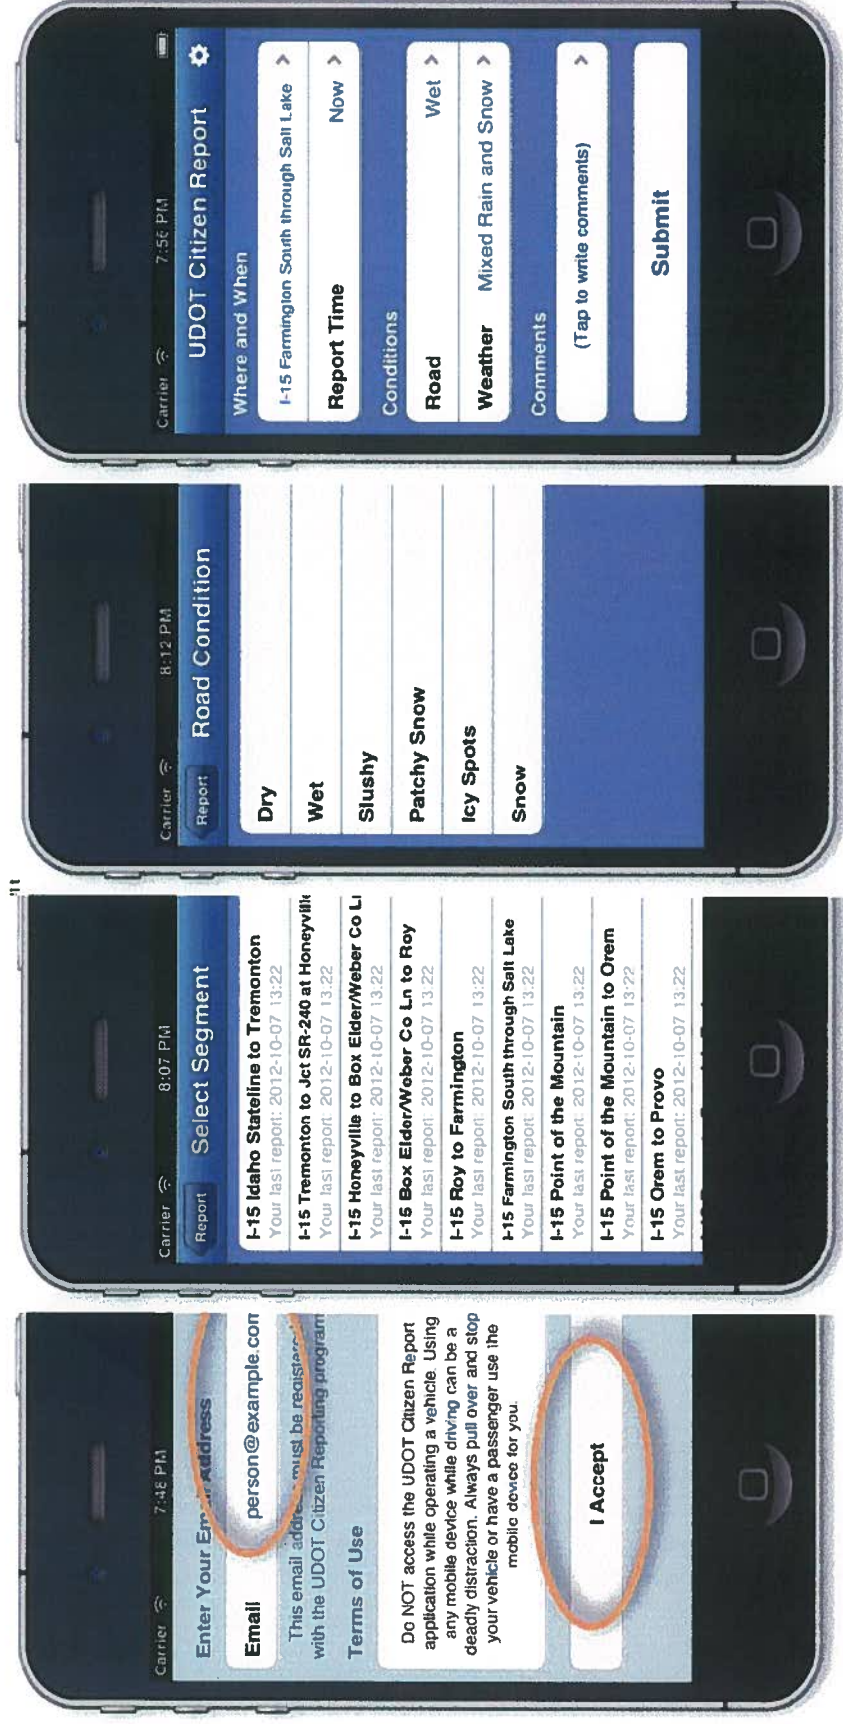 Carrier 7:48 PM
Enter Your Email Address
Email person@example.com
This email address must be registered
with the UDOT Citizen Reporting program
Terms of Use
Do NOT access the UDOT Citizen Report
application while operating a vehicle. Using
any mobile device while driving can be a
deadly distraction. Always pull over and stop
your vehicle or have a passenger use the
mobile device for you.
I Accept
Carrier 8:07 PM
Report Select Segment
I-15 Idaho Stateline to Tremonton
Your last report: 2012-10-07 13:22
I-15 Tremonton to Jct SR-240 at Honeyville
Your last report: 2012-10-07 13:22
I-15 Honeyville to Box Elder/Weber Co Li
Your last report: 2012-10-07 13:22
I-15 Box Elder/Weber Co Ln to Roy
Your last report: 2012-10-07 13:22
I-15 Roy to Farmington
Your last report: 2012-10-07 13:22
I-15 Farmington South through Salt Lake
Your last report: 2012-10-07 13:22
I-15 Point of the Mountain
Your last report: 2012-10-07 13:22
I-15 Point of the Mountain to Orem
Your last report: 2012-10-07 13:22
I-15 Orem to Provo
Your last report: 2012-10-07 13:22
Carrier 8:12 PM
Report Road Condition
Dry
Wet
Slushy
Patchy Snow
Icy Spots
Snow
Carrier 7:56 PM
UDOT Citizen Report
Where and When
I-15 Farmington South through Salt Lake
Report Time Now
Conditions
Road Wet
Weather Mixed Rain and Snow
Comments
(Tap to write comments)
Submit